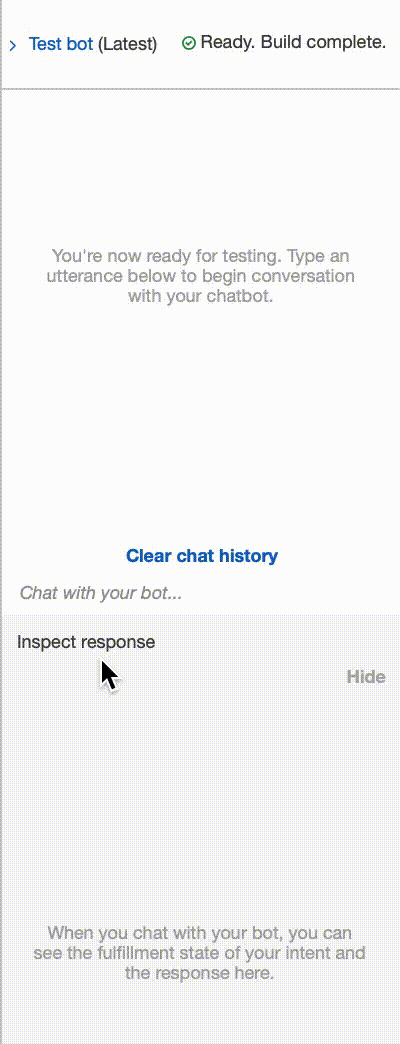 Test bot (Latest) Ready. Build complete.
You're now ready for testing. Type an
utterance below to begin conversation
with your chatbot.
Clear chat history
Chat with your bot...
Inspect response
Hide
When you chat with your bot, you can
see the fulfillment state of your intent and
the response here.